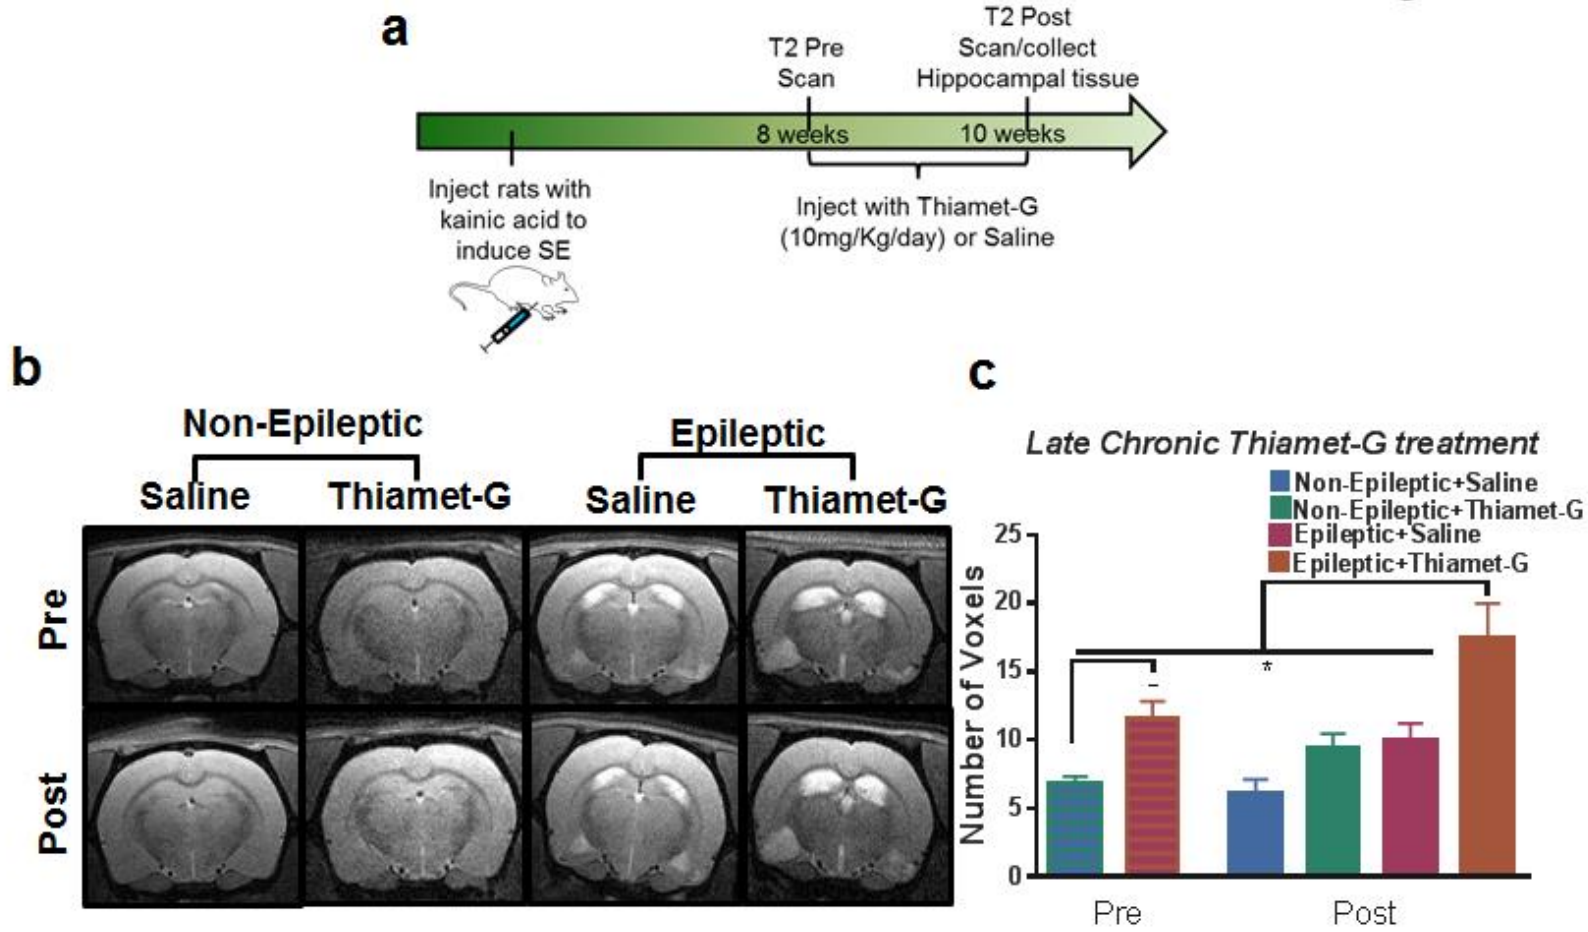 a
T2 Pre
Scan
T2 Post
Scan/collect
Hippocampal tissue
8 weeks
10 weeks
Inject rats with
kainic acid to
induce SE
Inject with Thiamet-G
(10mg/Kg/day) or Saline
b
Non-Epileptic
Epileptic
Saline
Thiamet-G
Saline
Thiamet-G
Pre
Post
c
Late Chronic Thiamet-G treatment
Non-Epileptic+Saline
Non-Epileptic+Thiamet-G
Epileptic+Saline
Epileptic+Thiamet-G
Number of Voxels
25
20
15
10
5
0
*
-
Pre
Post